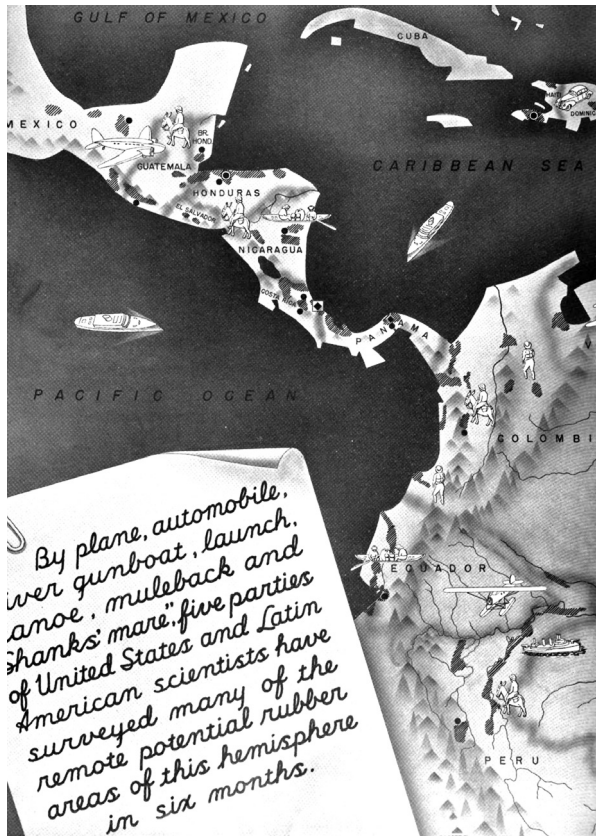 GULF OF MEXICO
CUBA
HAITI
DOMINIC
MEXICO
BR.
HOND.
GUATEMALA
CARIBBEAN SEA
HONDURAS
EL SALVADOR
NICARAGUA
COSTA RICA
PANAMA
PACIFIC OCEAN
COLOMBI
ECUADOR
PERU
By plane, automobile,
iver gunboat, launch,
anoe, muleback and
Shanks' mare", five parties
of United States and Latin
American scientists have
surveyed many of the
remote potential rubber
areas of this hemisphere
in six months.